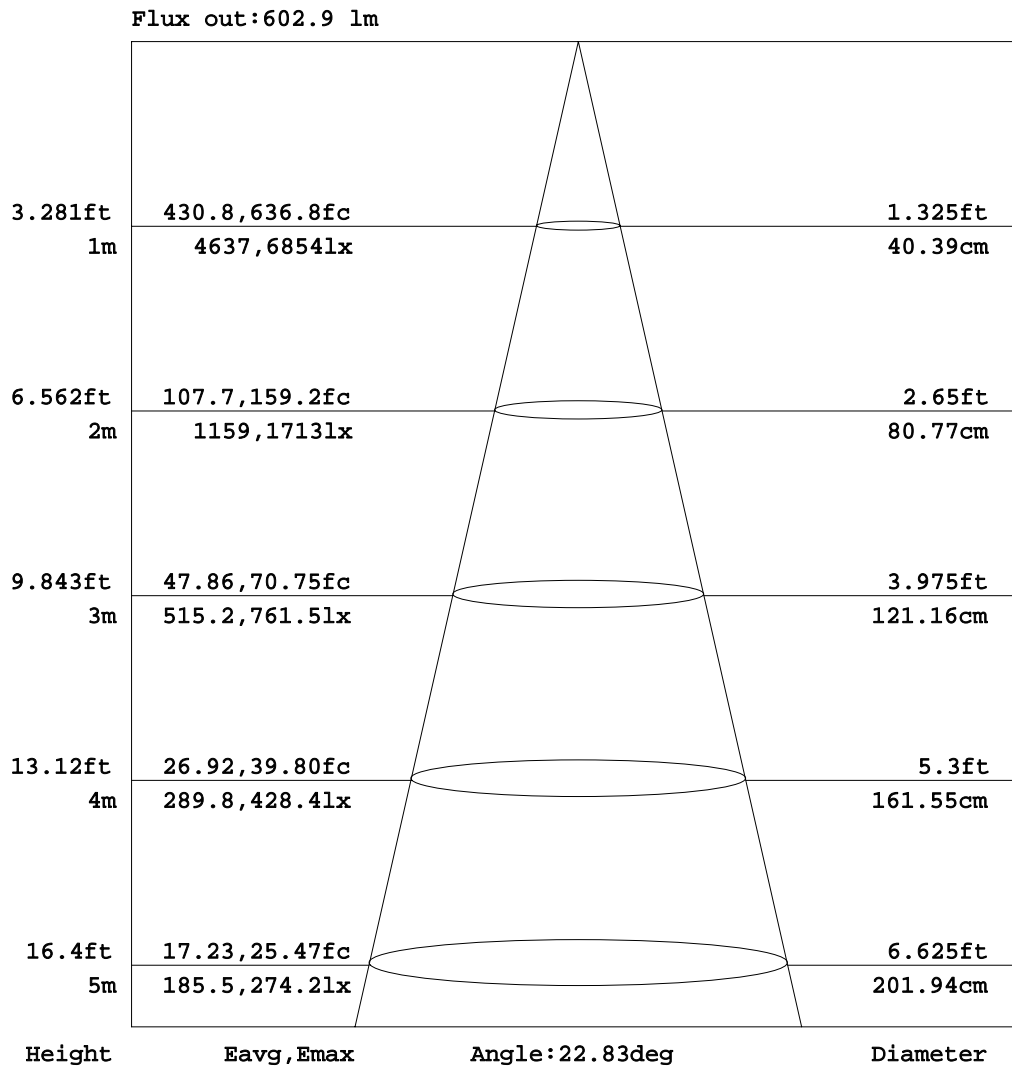 Flux out:602.9 lm
3.281ft 430.8,636.8fc 1.325ft
1m 4637,6854lx 40.39cm
6.562ft 107.7,159.2fc 2.65ft
2m 1159,1713lx 80.77cm
9.843ft 47.86,70.75fc 3.975ft
3m 515.2,761.5lx 121.16cm
13.12ft 26.92,39.80fc 5.3ft
4m 289.8,428.4lx 161.55cm
16.4ft 17.23,25.47fc 6.625ft
5m 185.5,274.2lx 201.94cm
Height Eavg,Emax Angle:22.83deg Diameter